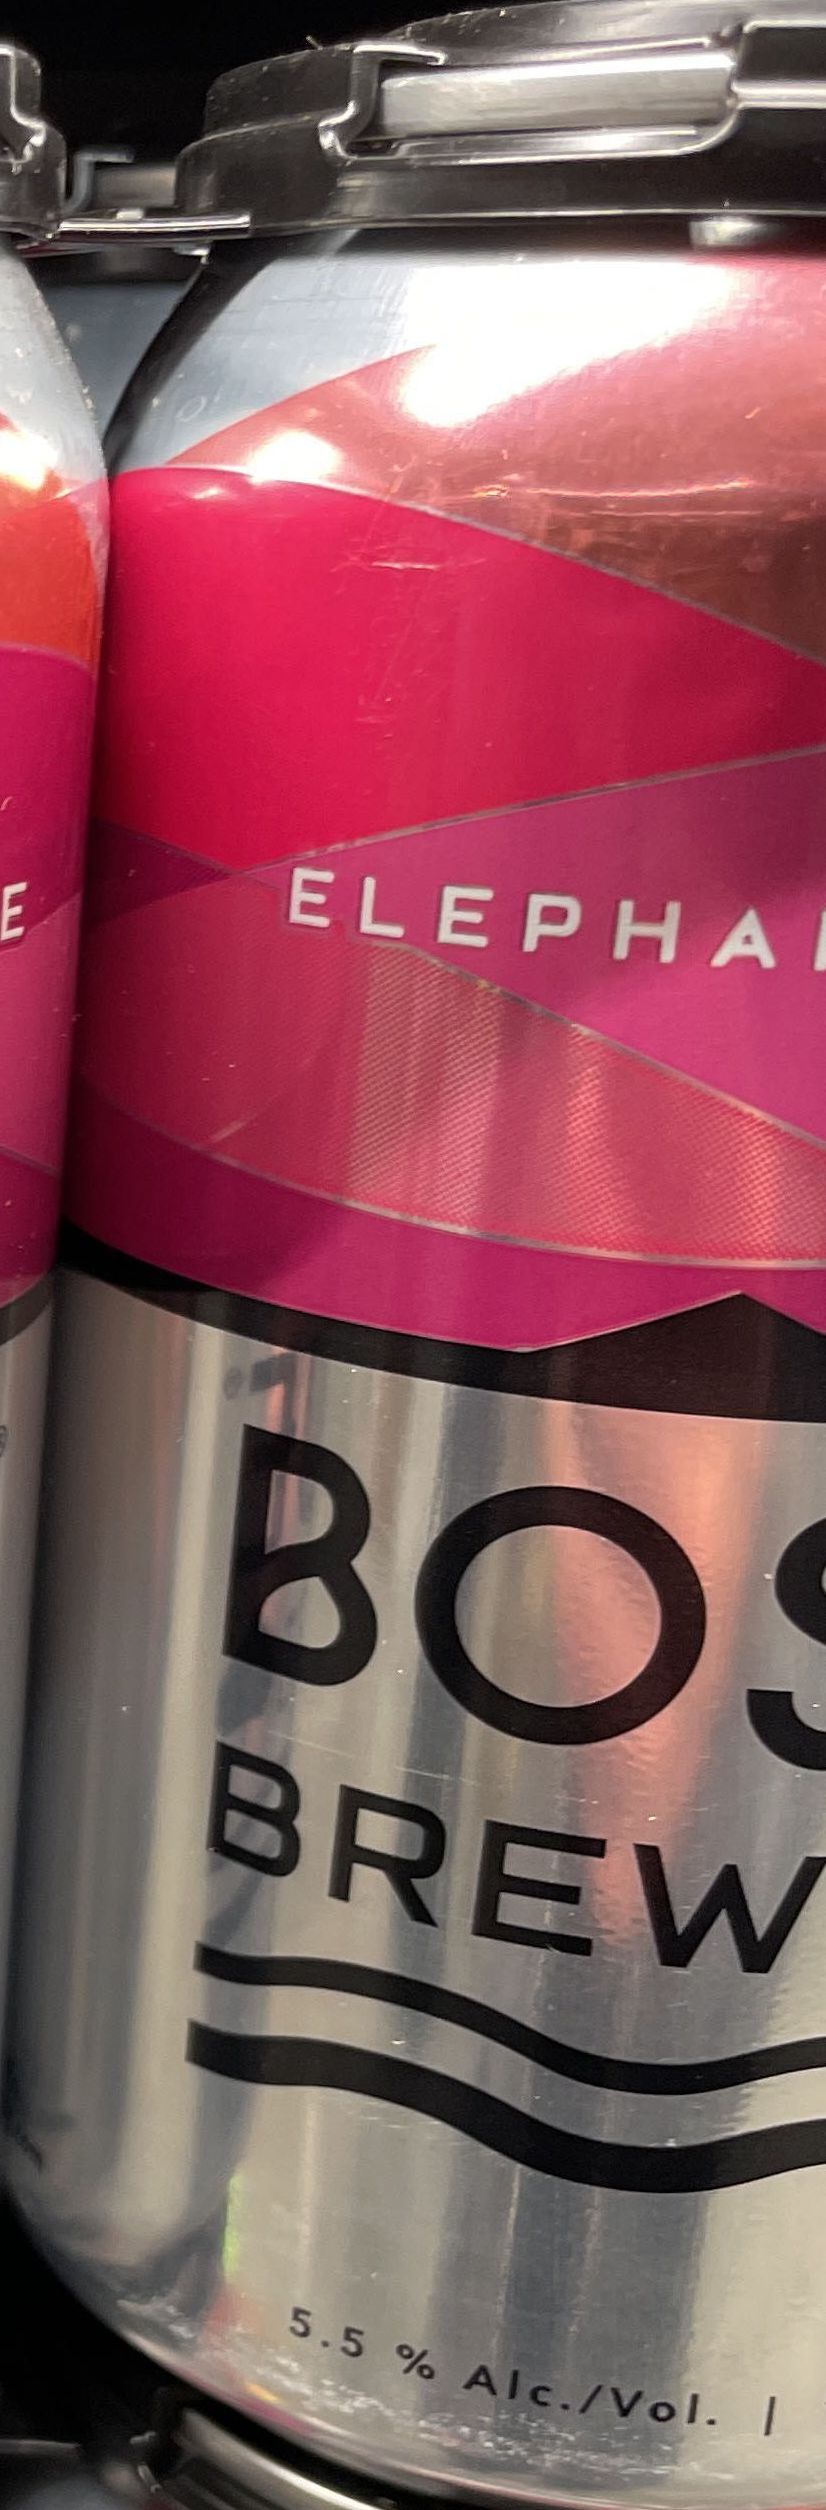 E
ELEPHA
BOS
BREW
5.5 % Alc./Vol. |